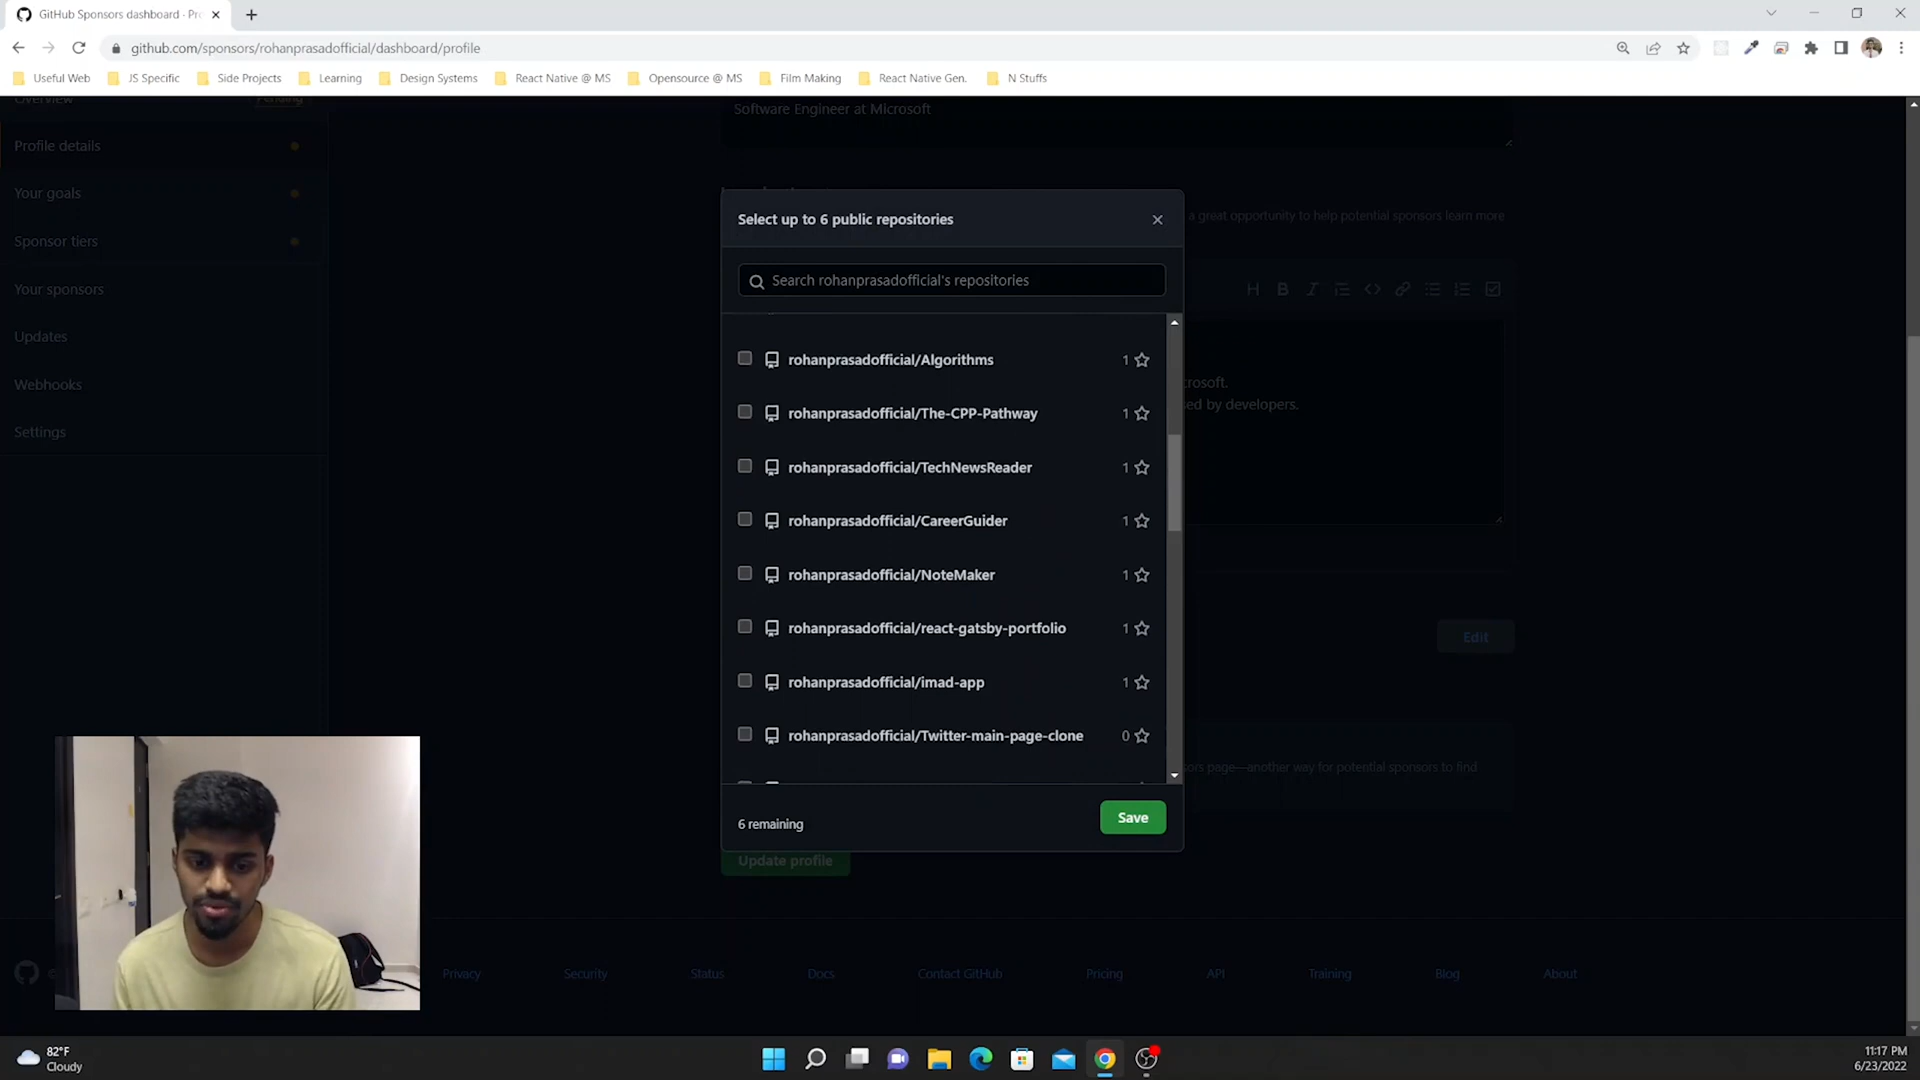 GitHub Sponsors dashboard · Pro
github.com/sponsors/rohanprasadofficial/dashboard/profile
Useful Web
JS Specific
Side Projects
Learning
Design Systems
React Native @ MS
Opensource @ MS
Film Making
React Native Gen.
N Stuffs
Overview
Pending
Profile details
Your goals
Sponsor tiers
Your sponsors
Updates
Webhooks
Settings
Software Engineer at Microsoft
a great opportunity to help potential sponsors learn more
crosoft.
sed by developers.
Edit
sors page—another way for potential sponsors to find
Select up to 6 public repositories
Search rohanprasadofficial's repositories
rohanprasadofficial/Algorithms 1
rohanprasadofficial/The-CPP-Pathway 1
rohanprasadofficial/TechNewsReader 1
rohanprasadofficial/CareerGuider 1
rohanprasadofficial/NoteMaker 1
rohanprasadofficial/react-gatsby-portfolio 1
rohanprasadofficial/imad-app 1
rohanprasadofficial/Twitter-main-page-clone 0
6 remaining
Save
Update profile
Privacy
Security
Status
Docs
Contact GitHub
Pricing
API
Training
Blog
About
82°F
Cloudy
11:17 PM
6/23/2022